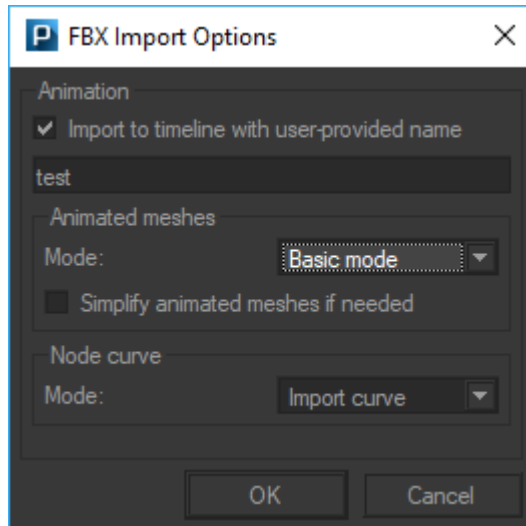 P FBX Import Options
Animation
Import to timeline with user-provided name
test
Animated meshes
Mode: Basic mode
Simplify animated meshes if needed
Node curve
Mode: Import curve
OK Cancel